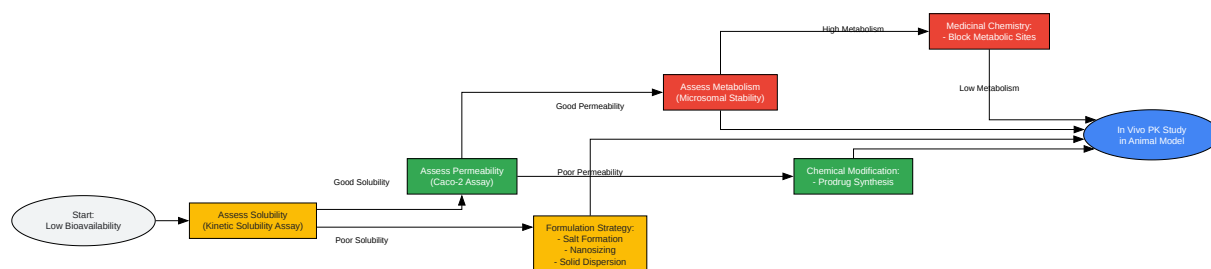 Start:
Low Bioavailability
Assess Solubility
(Kinetic Solubility Assay)
Good Solubility
Poor Solubility
Assess Permeability
(Caco-2 Assay)
Formulation Strategy:
- Salt Formation
- Nanosizing
- Solid Dispersion
Good Permeability
Poor Permeability
Assess Metabolism
(Microsomal Stability)
Chemical Modification:
- Prodrug Synthesis
High Metabolism
Low Metabolism
Medicinal Chemistry:
- Block Metabolic Sites
In Vivo PK Study
in Animal Model